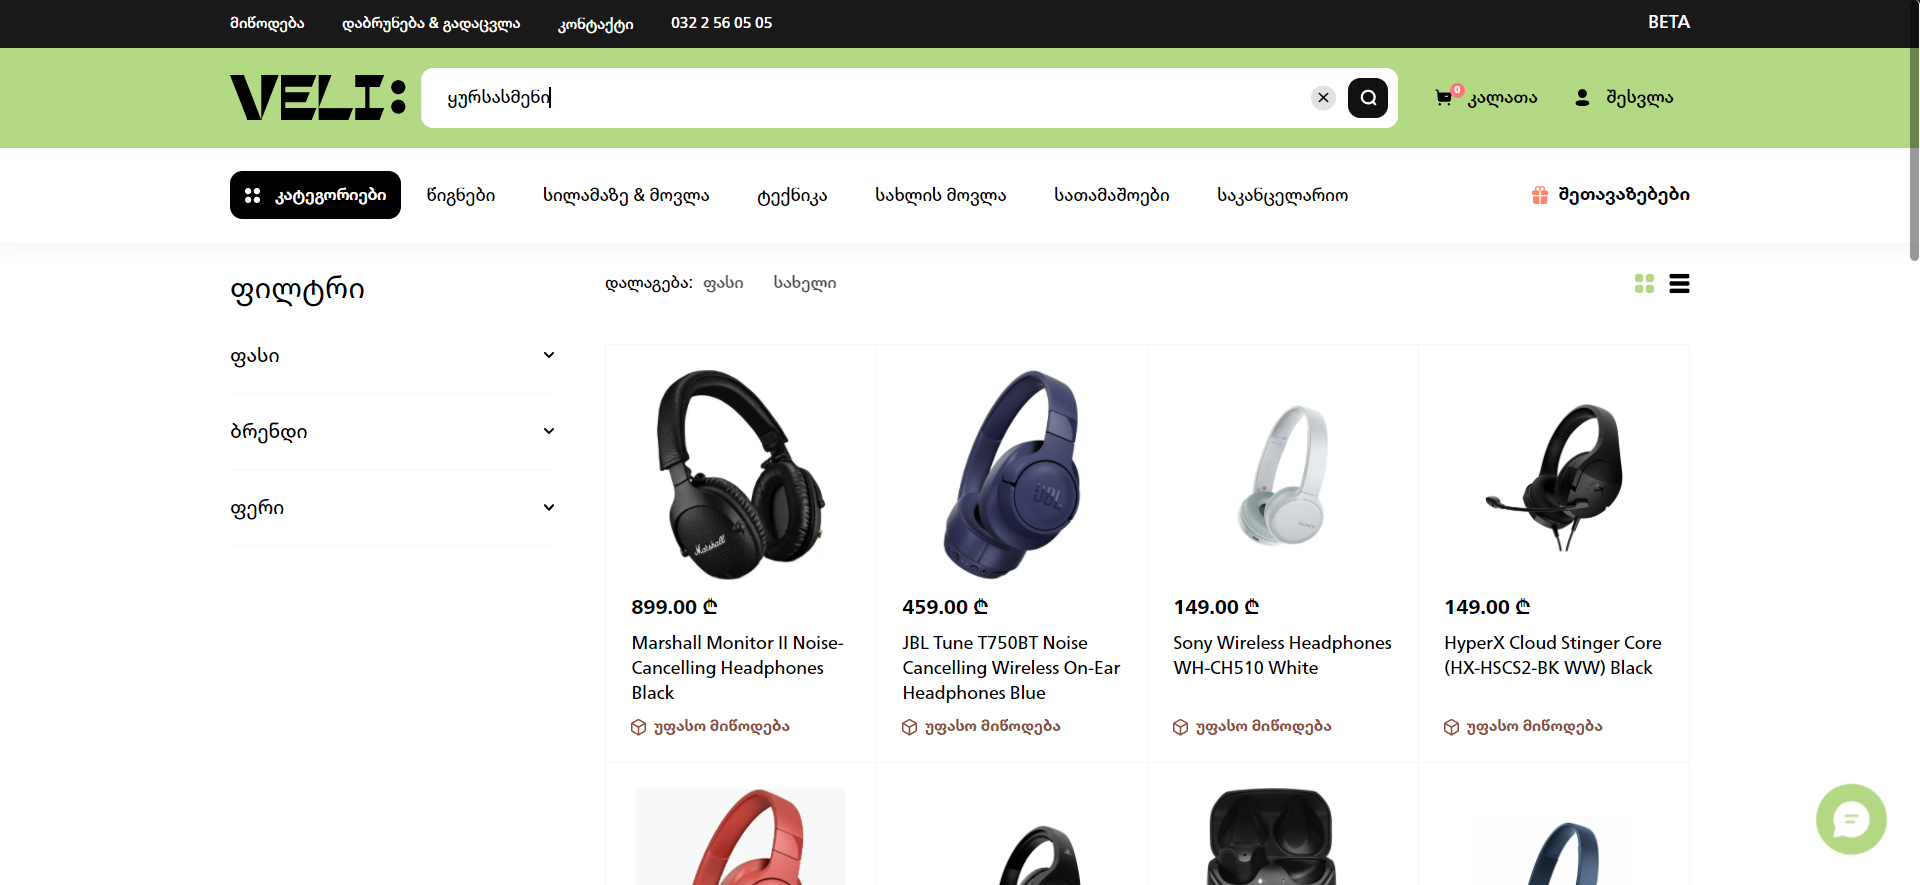 მიწოდება დაბრუნება & გადაცვლა კონტაქტი 032 2 56 05 05 BETA
VELI:
ყურსასმენი
0 კალათა შესვლა
კატეგორიები წიგნები სილამაზე & მოვლა ტექნიკა სახლის მოვლა სათამაშოები საკანცელარიო შეთავაზებები
ფილტრი
ფასი
ბრენდი
ფერი
დალაგება: ფასი სახელი
Marshall
JBL
SONY
899.00 ₾
Marshall Monitor II Noise-
Cancelling Headphones
Black
უფასო მიწოდება
459.00 ₾
JBL Tune T750BT Noise
Cancelling Wireless On-Ear
Headphones Blue
უფასო მიწოდება
149.00 ₾
Sony Wireless Headphones
WH-CH510 White
უფასო მიწოდება
149.00 ₾
HyperX Cloud Stinger Core
(HX-HSCS2-BK WW) Black
უფასო მიწოდება